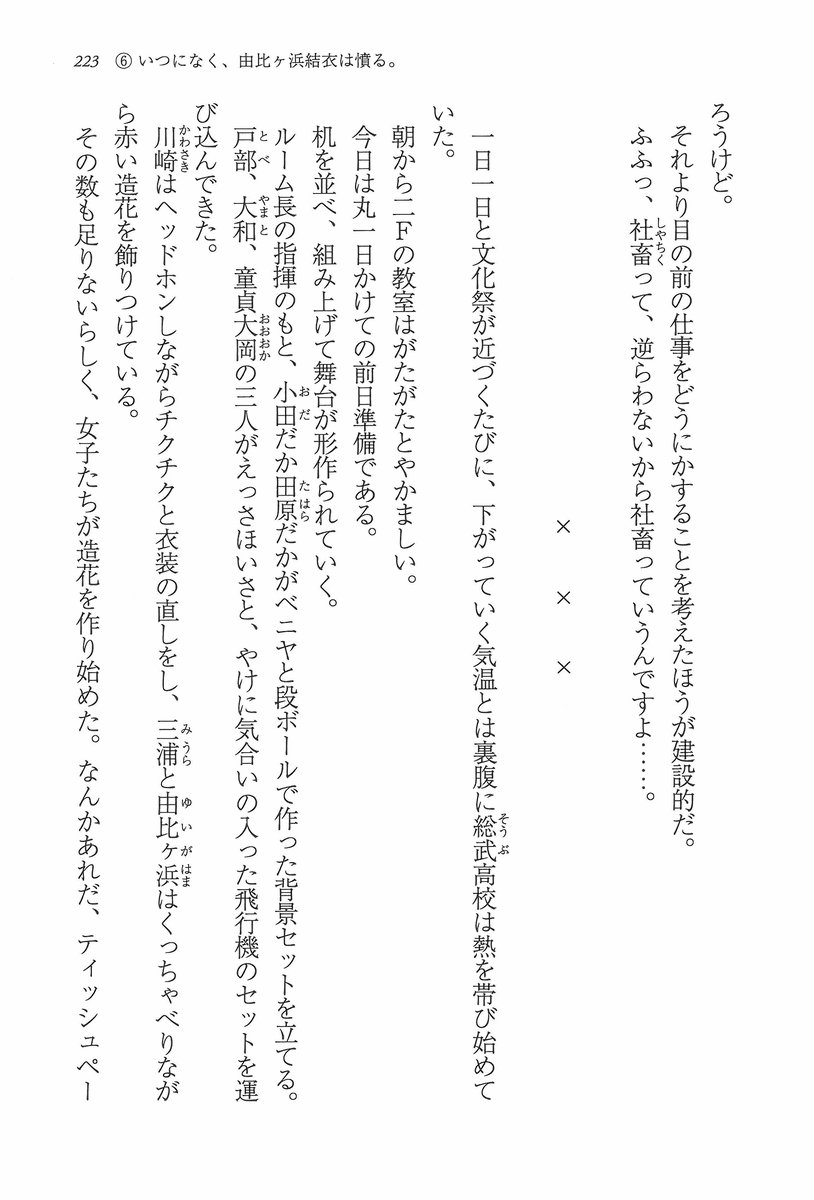 223 ⑥ いつになく、由比ヶ浜結衣は憤る。
ろうけど。
それより目の前の仕事をどうにかすることを考えたほうが建設的だ。
ふふっ、社畜って、逆らわないから社畜っていうんですよ……。
× × ×
一日一日と文化祭が近づくたびに、下がっていく気温とは裏腹に総武高校は熱を帯び始めて
いた。
朝から二Fの教室はがたがたとやかましい。
今日は丸一日かけての前日準備である。
机を並べ、組み上げて舞台が形作られていく。
ルーム長の指揮のもと、小田だか田原だかがベニヤと段ボールで作った背景セットを立てる。
戸部、大和、童貞大岡の三人がえっさほいさと、やけに気合いの入った飛行機のセットを運
び込んできた。
川崎はヘッドホンしながらチクチクと衣装の直しをし、三浦と由比ヶ浜はくっちゃべりなが
ら赤い造花を飾りつけている。
その数も足りないらしく、女子たちが造花を作り始めた。なんかあれだ、ティッシュペー